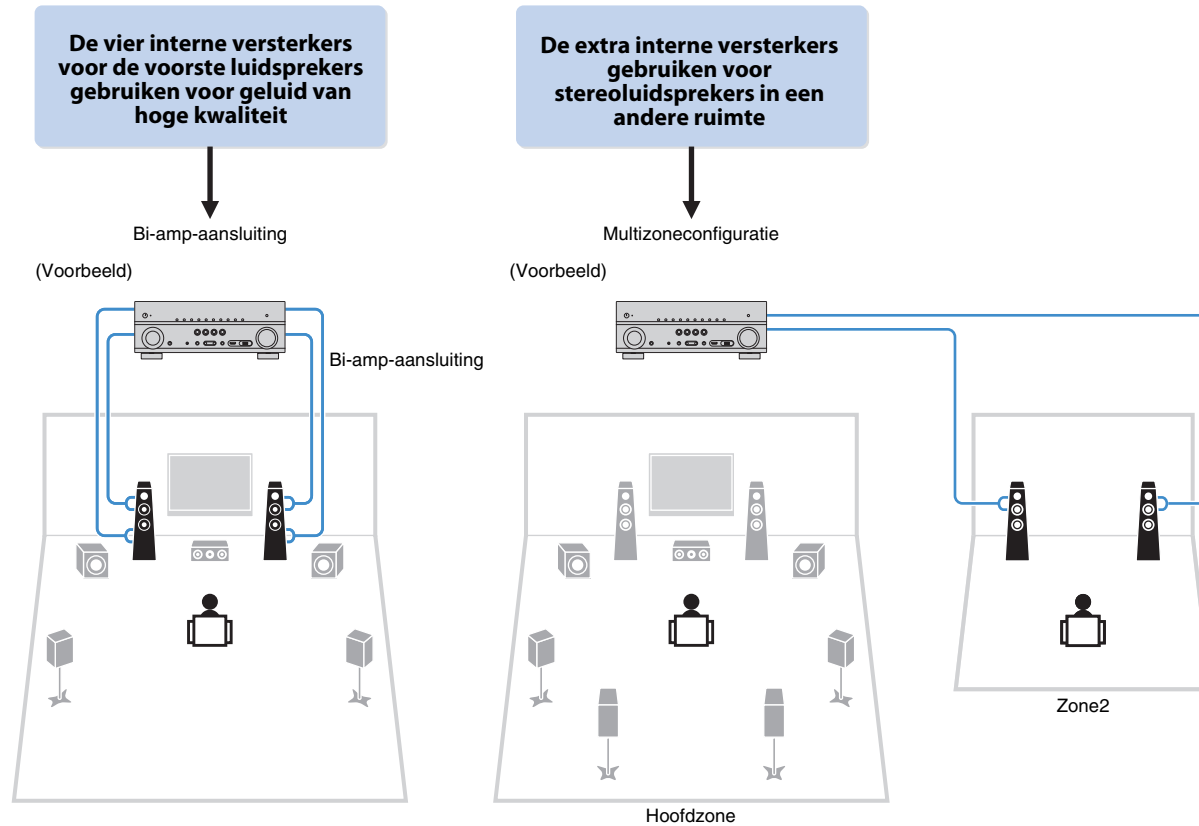 De vier interne versterkers
voor de voorste luidsprekers
gebruiken voor geluid van
hoge kwaliteit
Bi-amp-aansluiting
(Voorbeeld)
Bi-amp-aansluiting
De extra interne versterkers
gebruiken voor
stereoluidsprekers in een
andere ruimte
Multizoneconfiguratie
(Voorbeeld)
Zone2
Hoofdzone